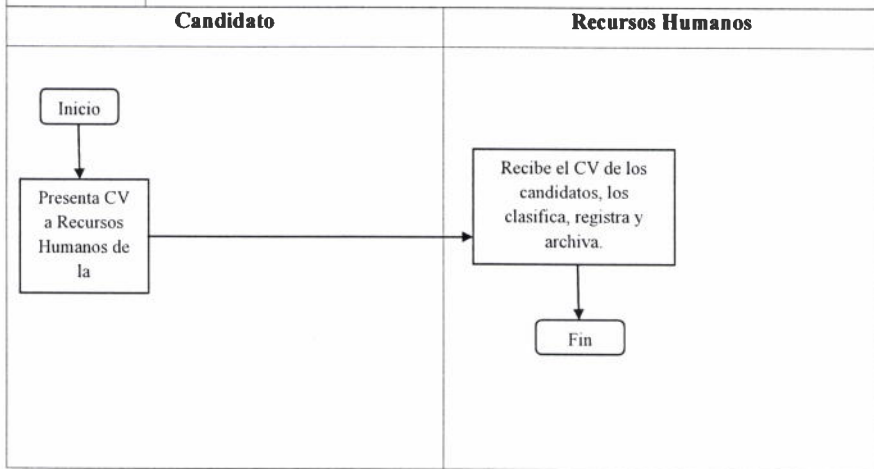 Candidato
Recursos Humanos
Inicio
Presenta CV
a Recursos
Humanos de
la
Recibe el CV de los
candidatos, los
clasifica, registra y
archiva.
Fin